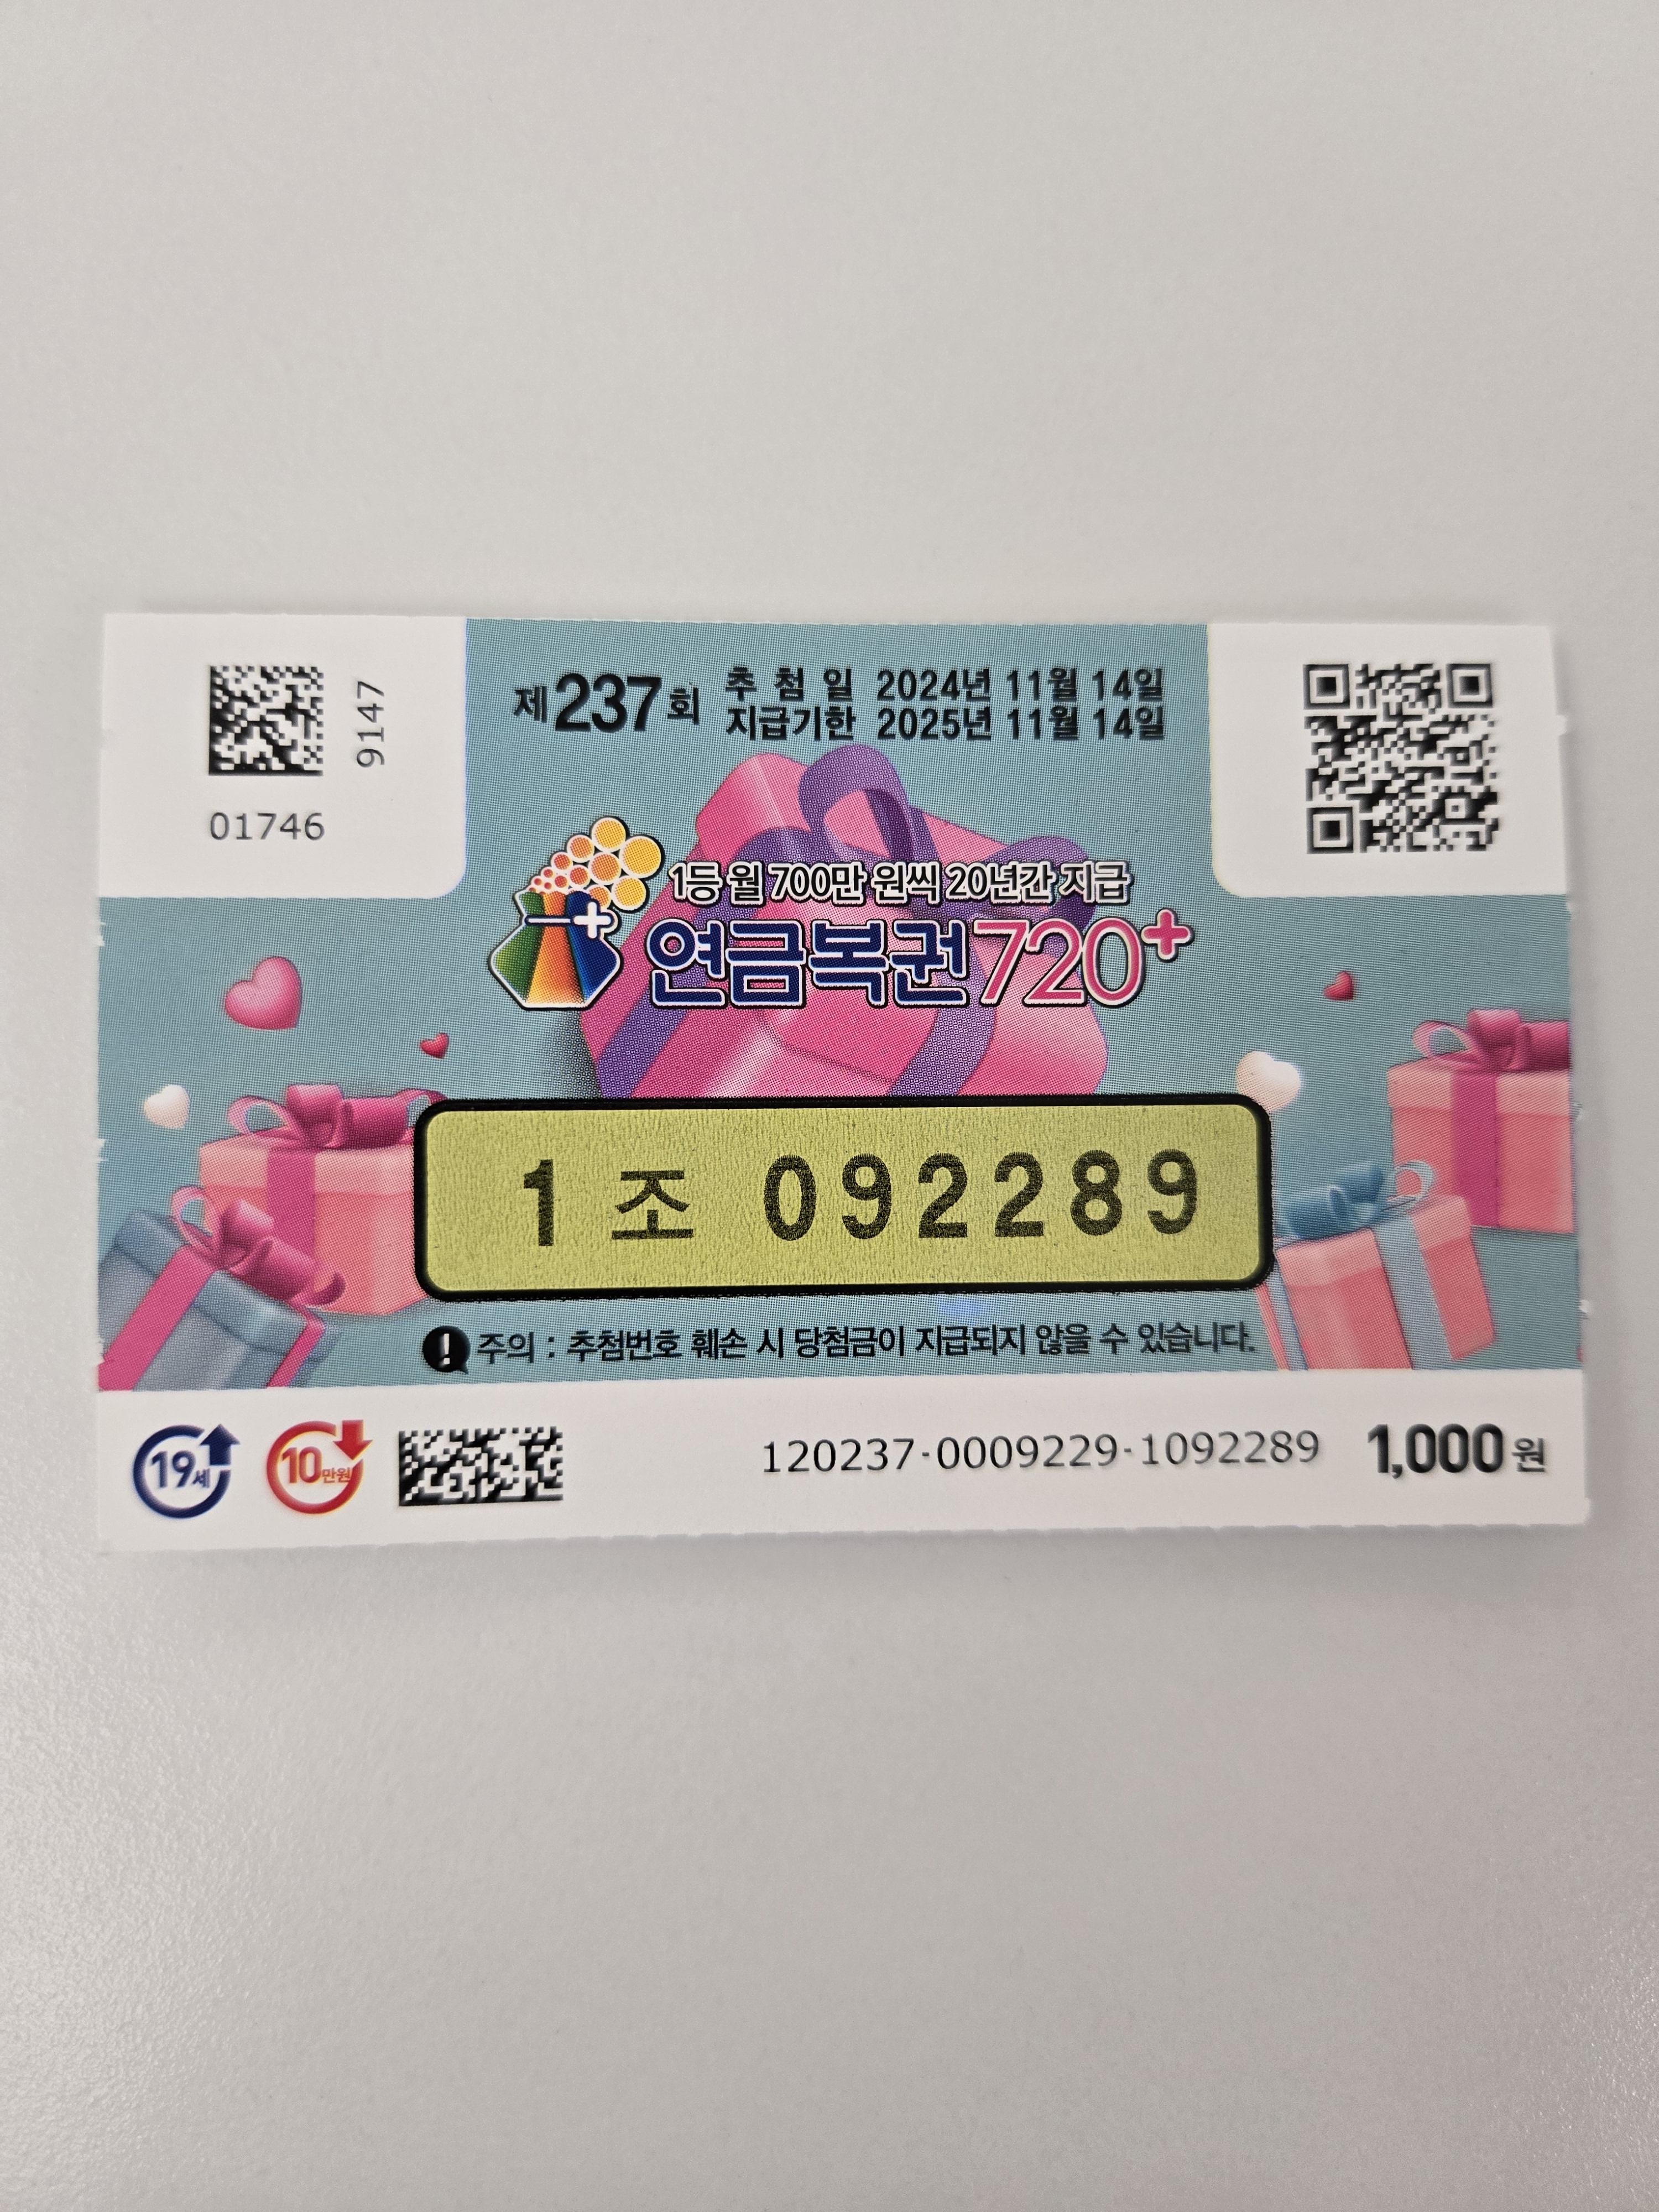 9147
01746
제237회
추 첨 일 2024년 11월 14일
지급기한 2025년 11월 14일
1등 월 700만 원씩 20년간 지급
연금복권720+
1 조 092289
! 주의 : 추첨번호 훼손 시 당첨금이 지급되지 않을 수 있습니다.
19세
10만원
120237-0009229-1092289
1,000원